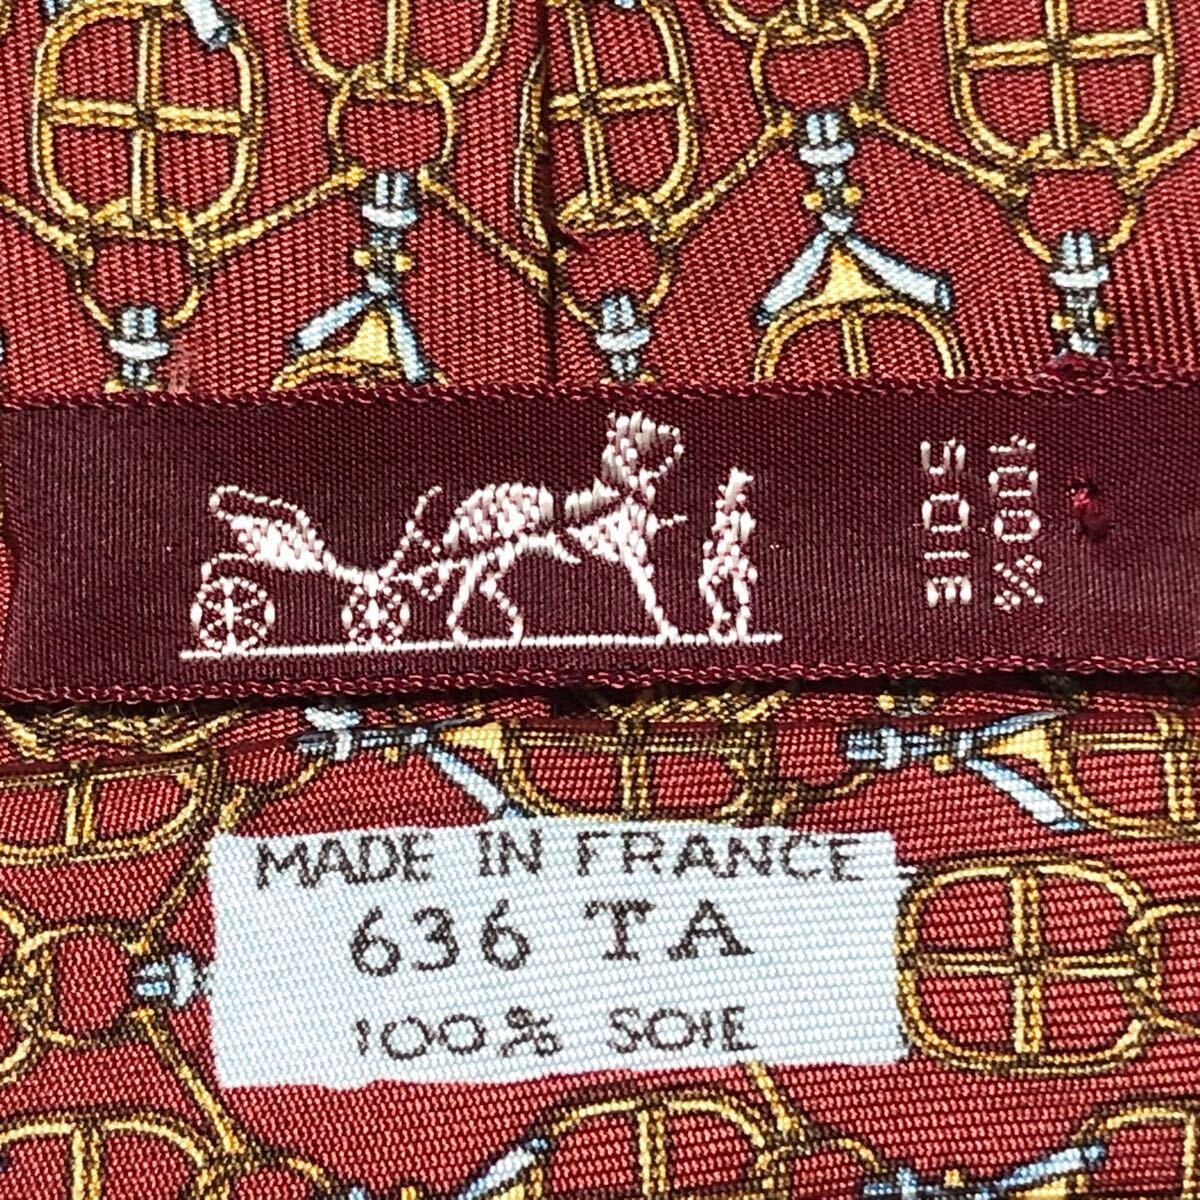 100%
SOIE
MADE IN FRANCE
636 TA
100% SOIE